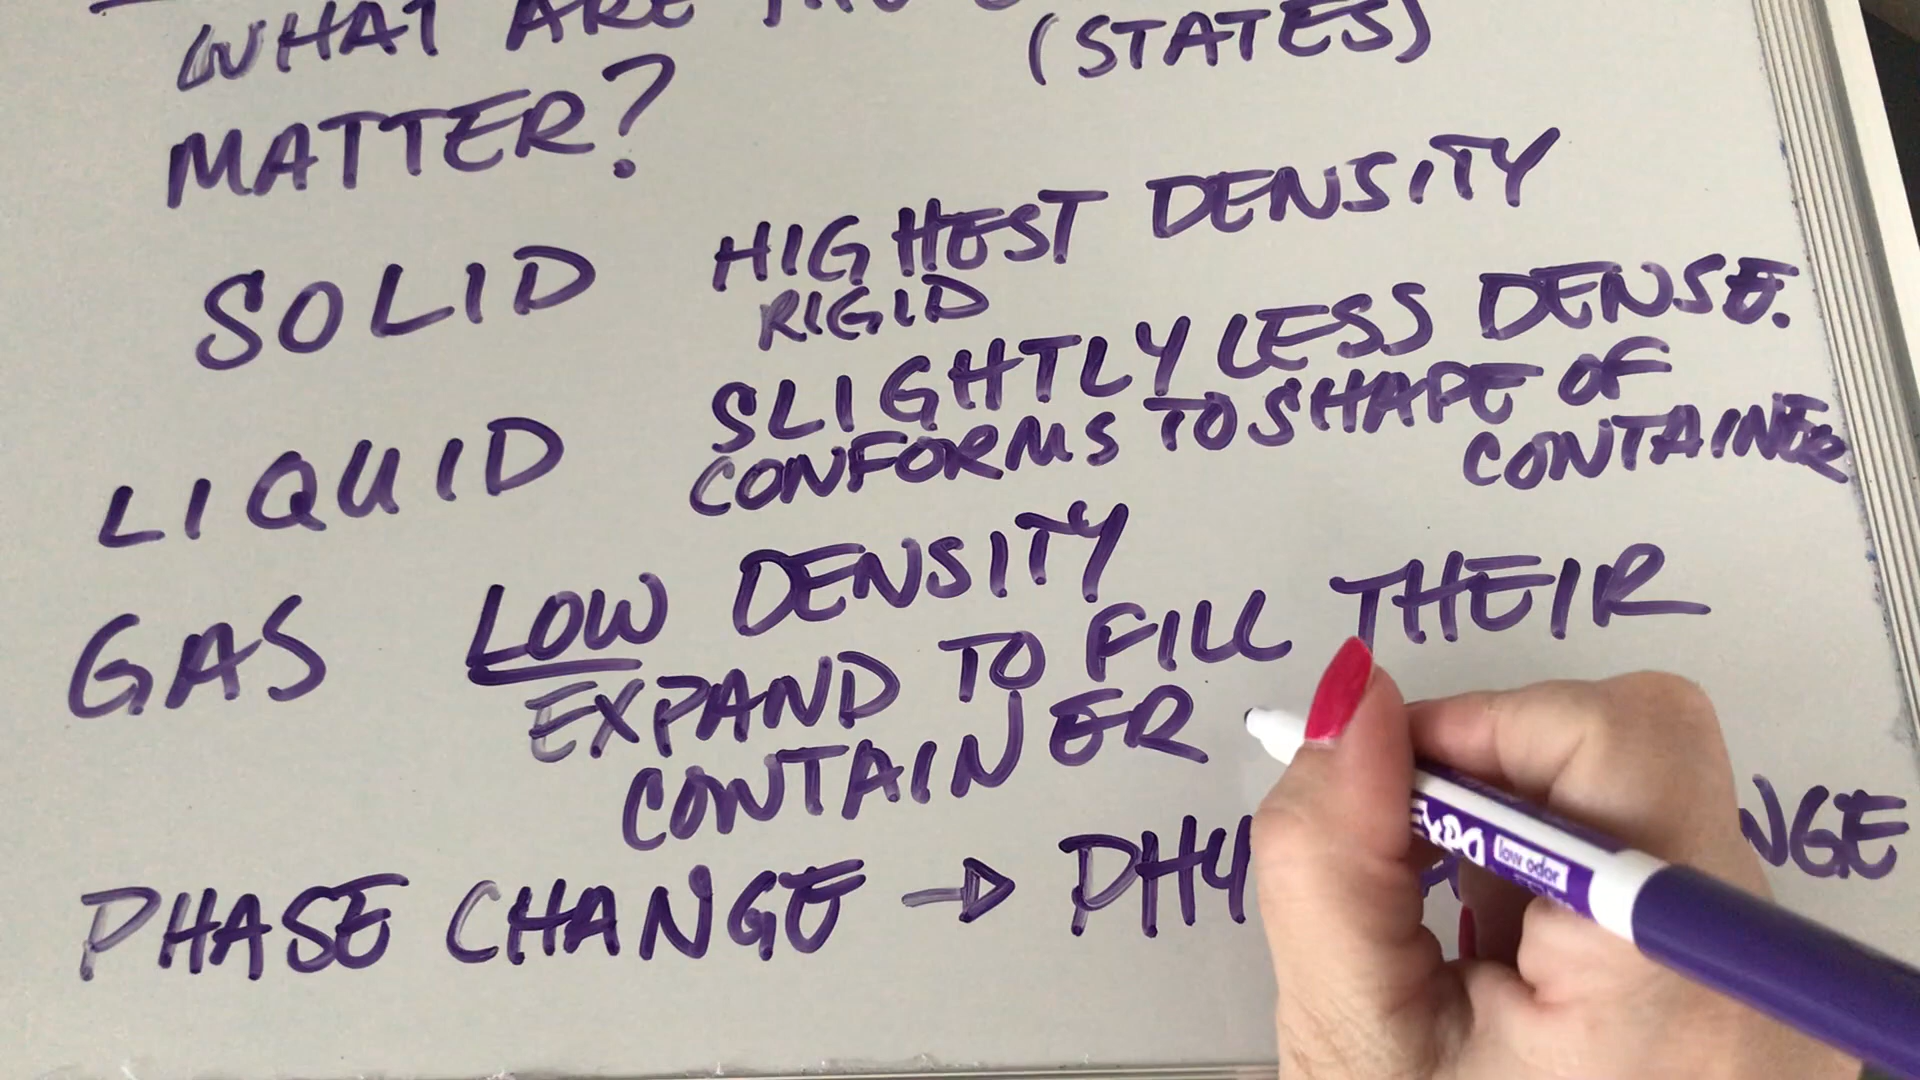 WHAT ARE
(STATES)
MATTER?
SOLID HIGHEST DENSITY
RIGID
LIQUID SLIGHTLY LESS DENSE.
CONFORMS TO SHAPE OF
CONTAINER
GAS LOW DENSITY
EXPAND TO FILL THEIR
CONTAINER
PHASE CHANGE → PHY NGE
EXPO low odor